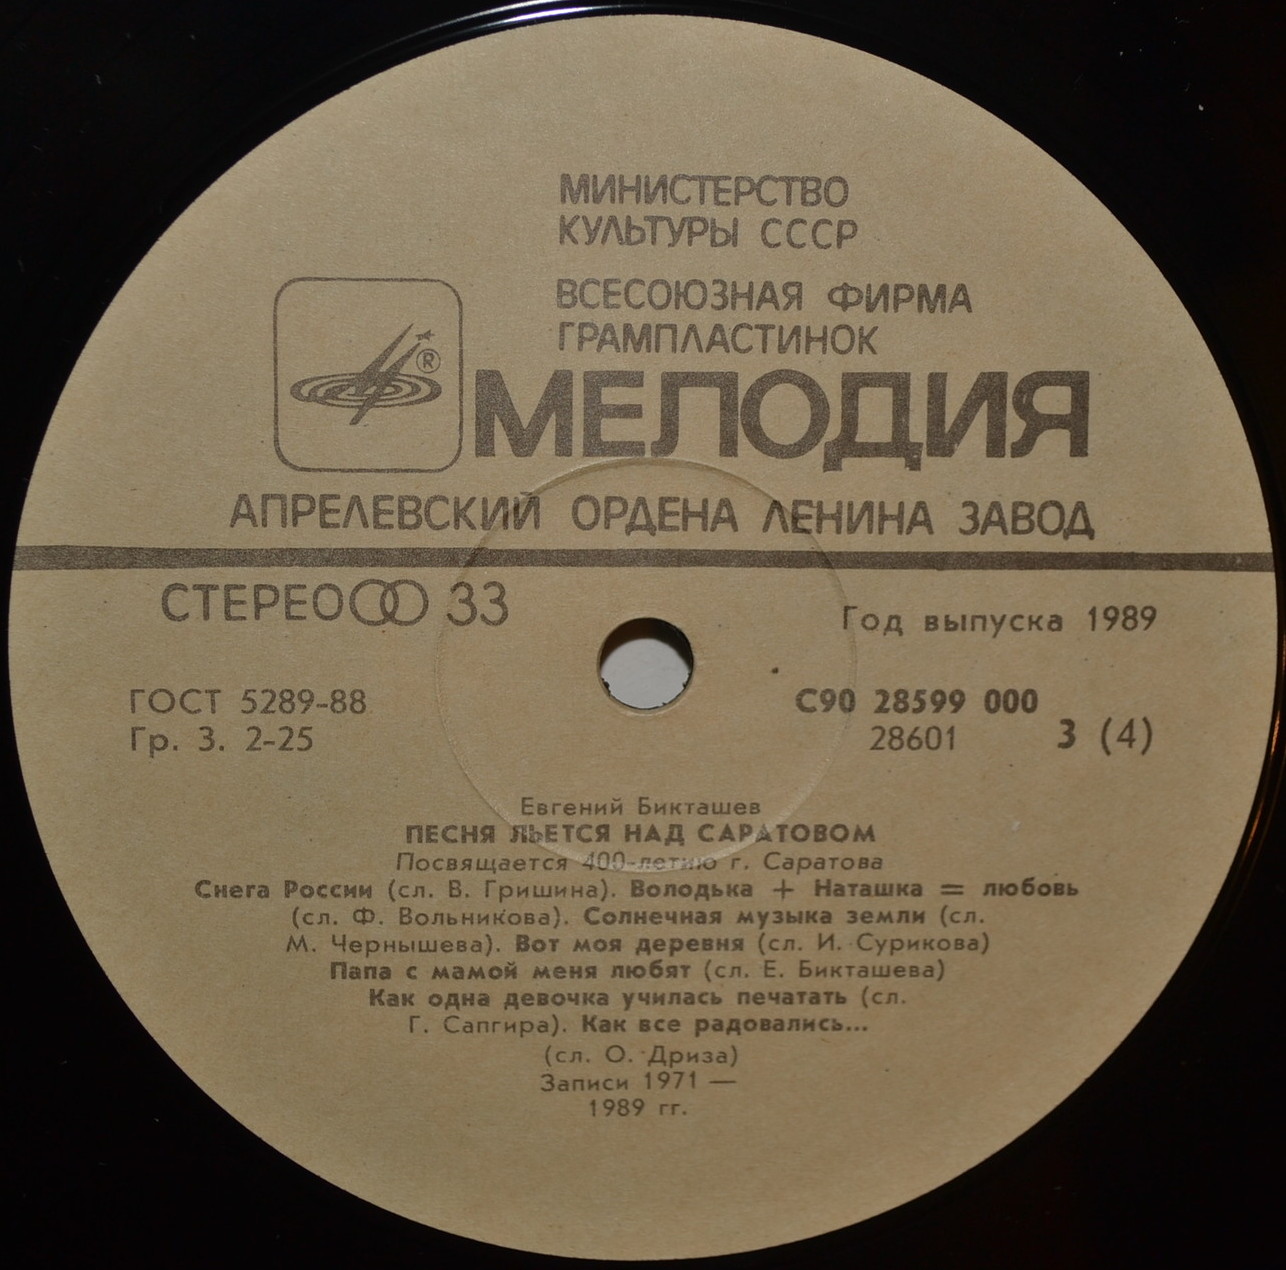 МИНИСТЕРСТВО
КУЛЬТУРЫ СССР
ВСЕСОЮЗНАЯ ФИРМА
ГРАМПЛАСТИНОК
®
МЕЛОДИЯ
АПРЕЛЕВСКИЙ ОРДЕНА ЛЕНИНА ЗАВОД
СТЕРЕО 33
Год выпуска 1989
ГОСТ 5289-88
Гр. 3. 2-25
С90 28599 000
28601 3 (4)
Евгений Бикташев
ПЕСНЯ ЛЬЕТСЯ НАД САРАТОВОМ
Посвящается 400-летию г. Саратова
Снега России (сл. В. Гришина). Володька + Наташка = любовь
(сл. Ф. Вольникова). Солнечная музыка земли (сл.
М. Чернышева). Вот моя деревня (сл. И. Сурикова)
Папа с мамой меня любят (сл. Е. Бикташева)
Как одна девочка училась печатать (сл.
Г. Сапгира). Как все радовались...
(сл. О. Дриза)
Записи 1971 —
1989 гг.